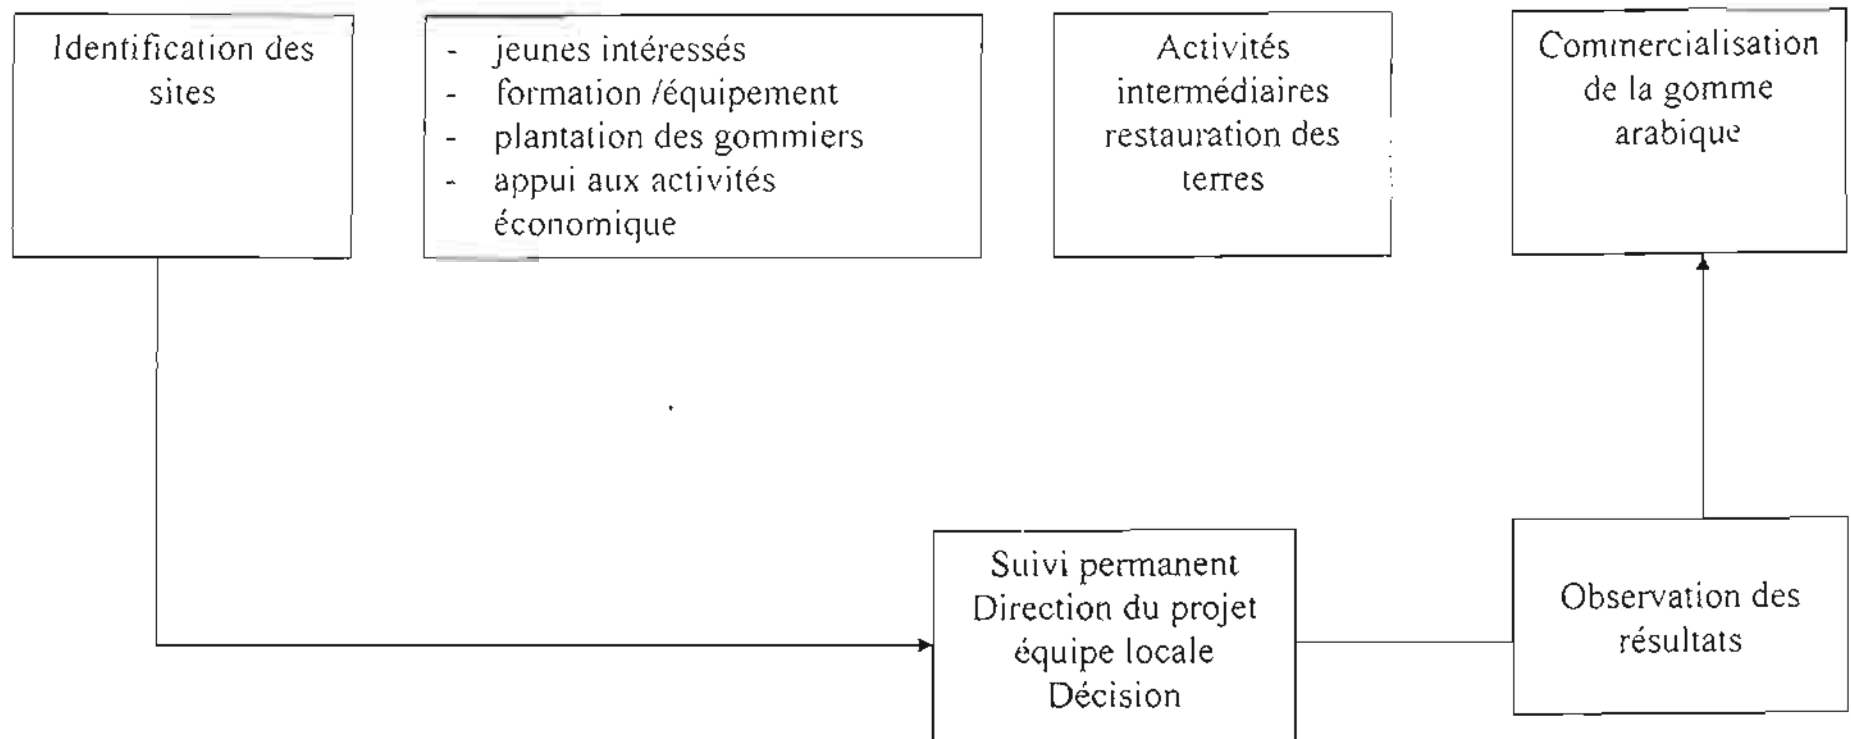 Identification des
sites
- jeunes intéressés
- formation /équipement
- plantation des gommiers
- appui aux activités
économique
Activités
intermédiaires
restauration des
terres
Commercialisation
de la gomme
arabique
Suivi permanent
Direction du projet
équipe locale
Décision
Observation des
résultats